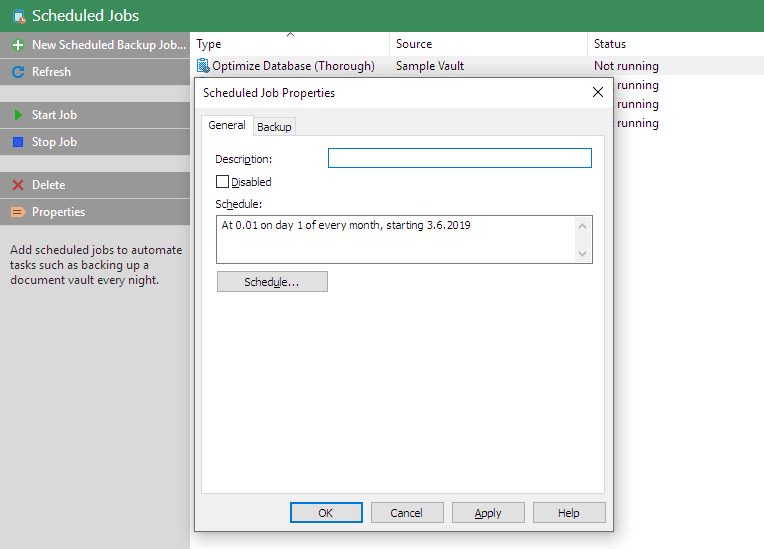 Scheduled Jobs
New Scheduled Backup Job...
Refresh
Start Job
Stop Job
Delete
Properties
Add scheduled jobs to automate
tasks such as backing up a
document vault every night.
Type Source Status
Optimize Database (Thorough) Sample Vault Not running
running
running
running
Scheduled Job Properties
General Backup
Description:
Disabled
Schedule:
At 0.01 on day 1 of every month, starting 3.6.2019
Schedule...
OK Cancel Apply Help